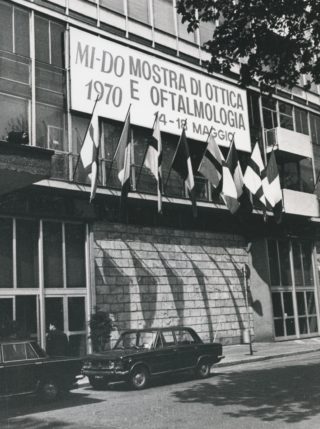 MI-DO MOSTRA DI OTTICA
1970 E OFTALMOLOGIA
14-18 MAGGIO